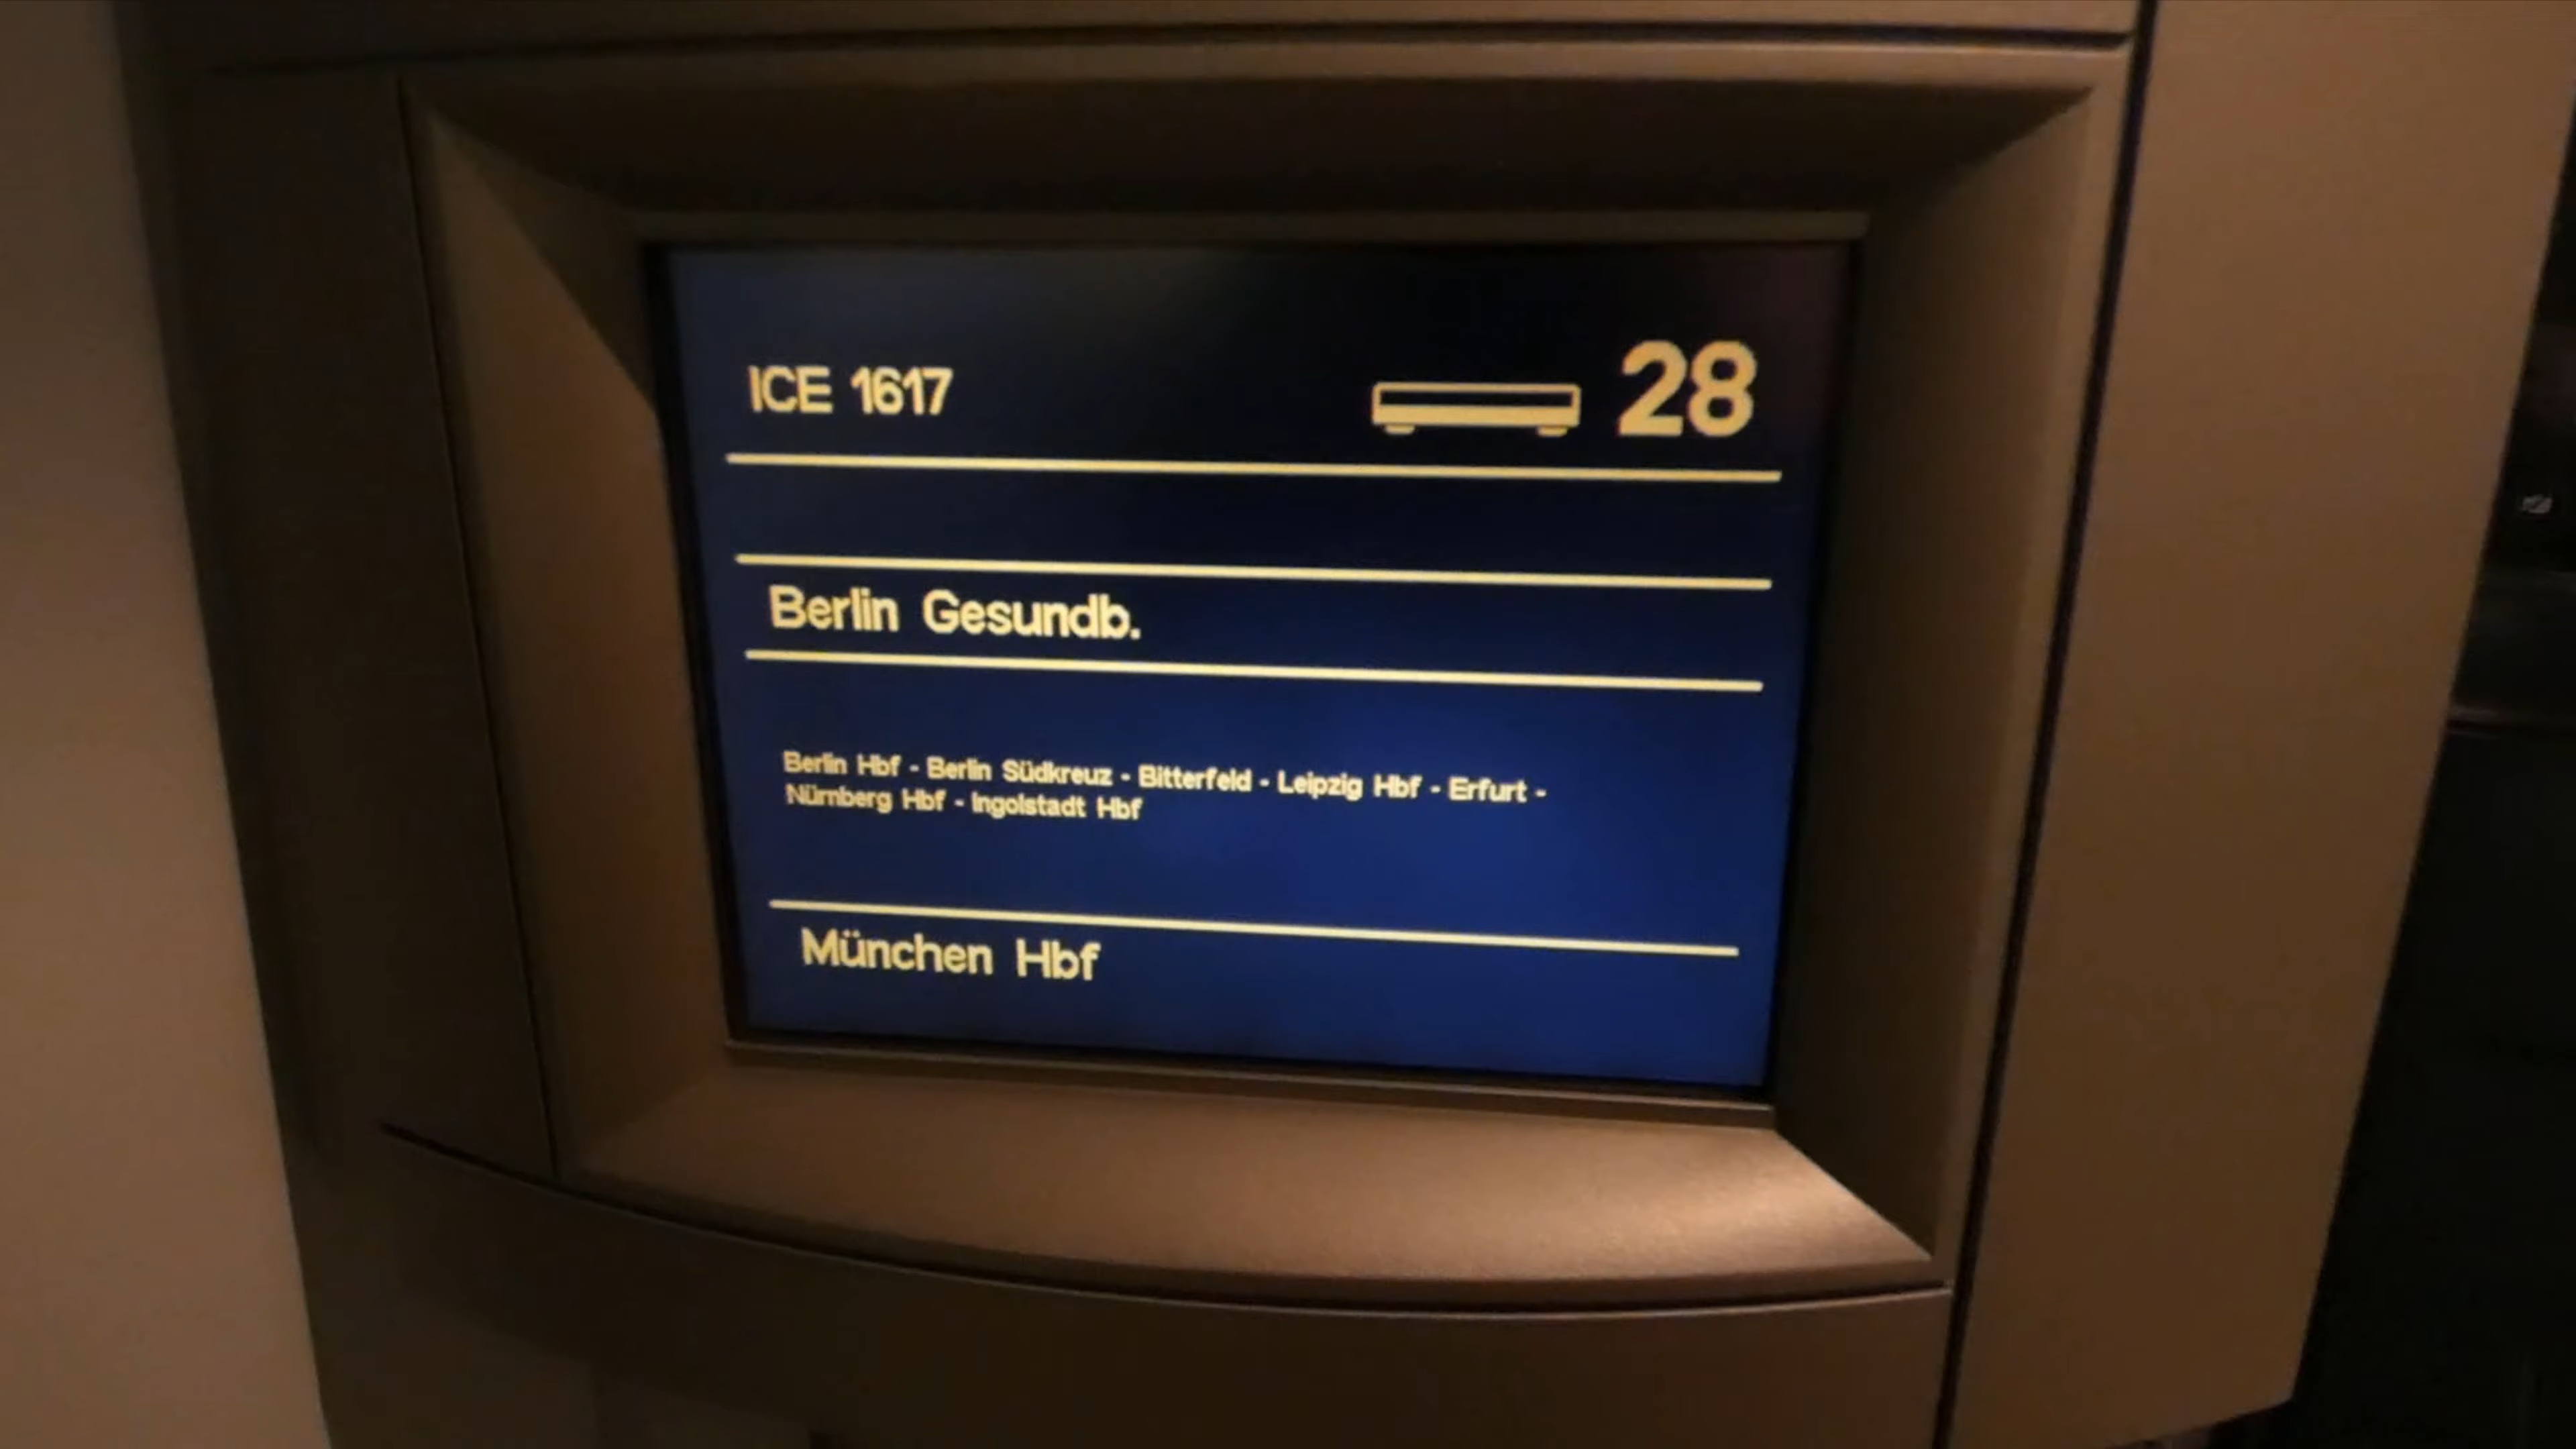 ICE 1617 28
Berlin Gesundb.
Berlin Hbf - Berlin Südkreuz - Bitterfeld - Leipzig Hbf - Erfurt -
Nürnberg Hbf - Ingolstadt Hbf
München Hbf